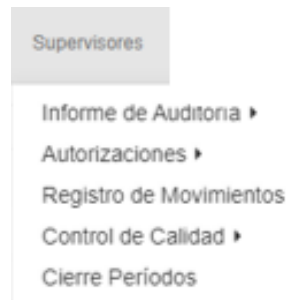 Supervisores
Informe de Auditoria ▸
Autorizaciones ▸
Registro de Movimientos
Control de Calidad ▸
Cierre Períodos